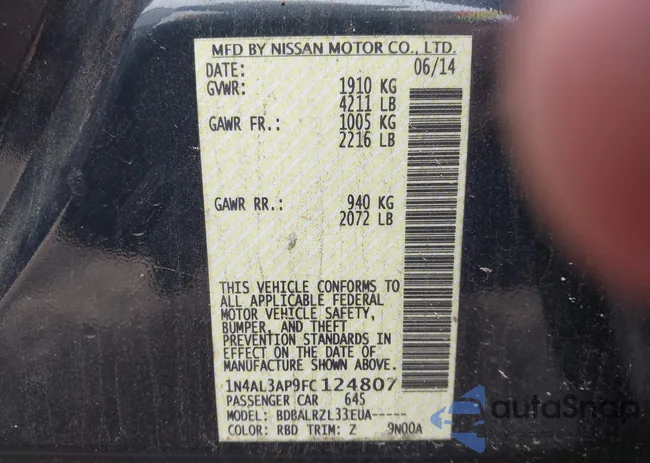 MFD BY NISSAN MOTOR CO., LTD.
DATE: 06/14
GVWR: 1910 KG
4211 LB
GAWR FR.: 1005 KG
2216 LB
GAWR RR.: 940 KG
2072 LB
THIS VEHICLE CONFORMS TO
ALL APPLICABLE FEDERAL
MOTOR VEHICLE SAFETY,
BUMPER, AND THEFT
PREVENTION STANDARDS IN
EFFECT ON THE DATE OF
MANUFACTURE SHOWN ABOVE.
1N4AL3AP9FC124807
PASSENGER CAR 645
MODEL: BDBALRZL33EUA-----
COLOR: RBD TRIM: Z 9N00A
autoSnap